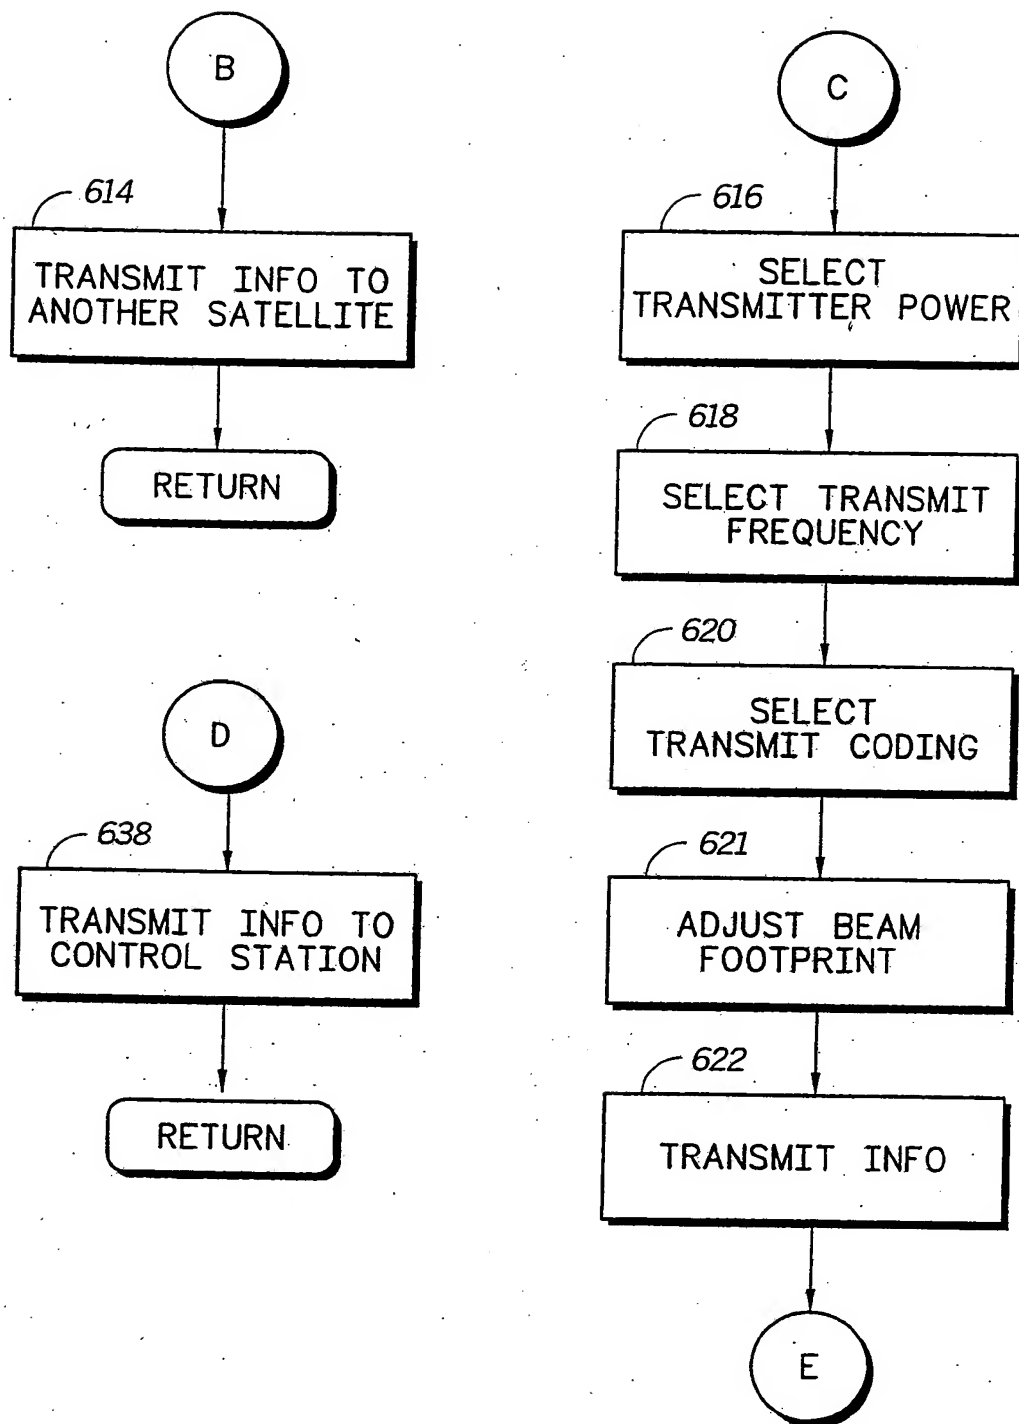 B
614
TRANSMIT INFO TO
ANOTHER SATELLITE
RETURN
D
638
TRANSMIT INFO TO
CONTROL STATION
RETURN
C
616
SELECT
TRANSMITTER POWER
618
SELECT TRANSMIT
FREQUENCY
620
SELECT
TRANSMIT CODING
621
ADJUST BEAM
FOOTPRINT
622
TRANSMIT INFO
E